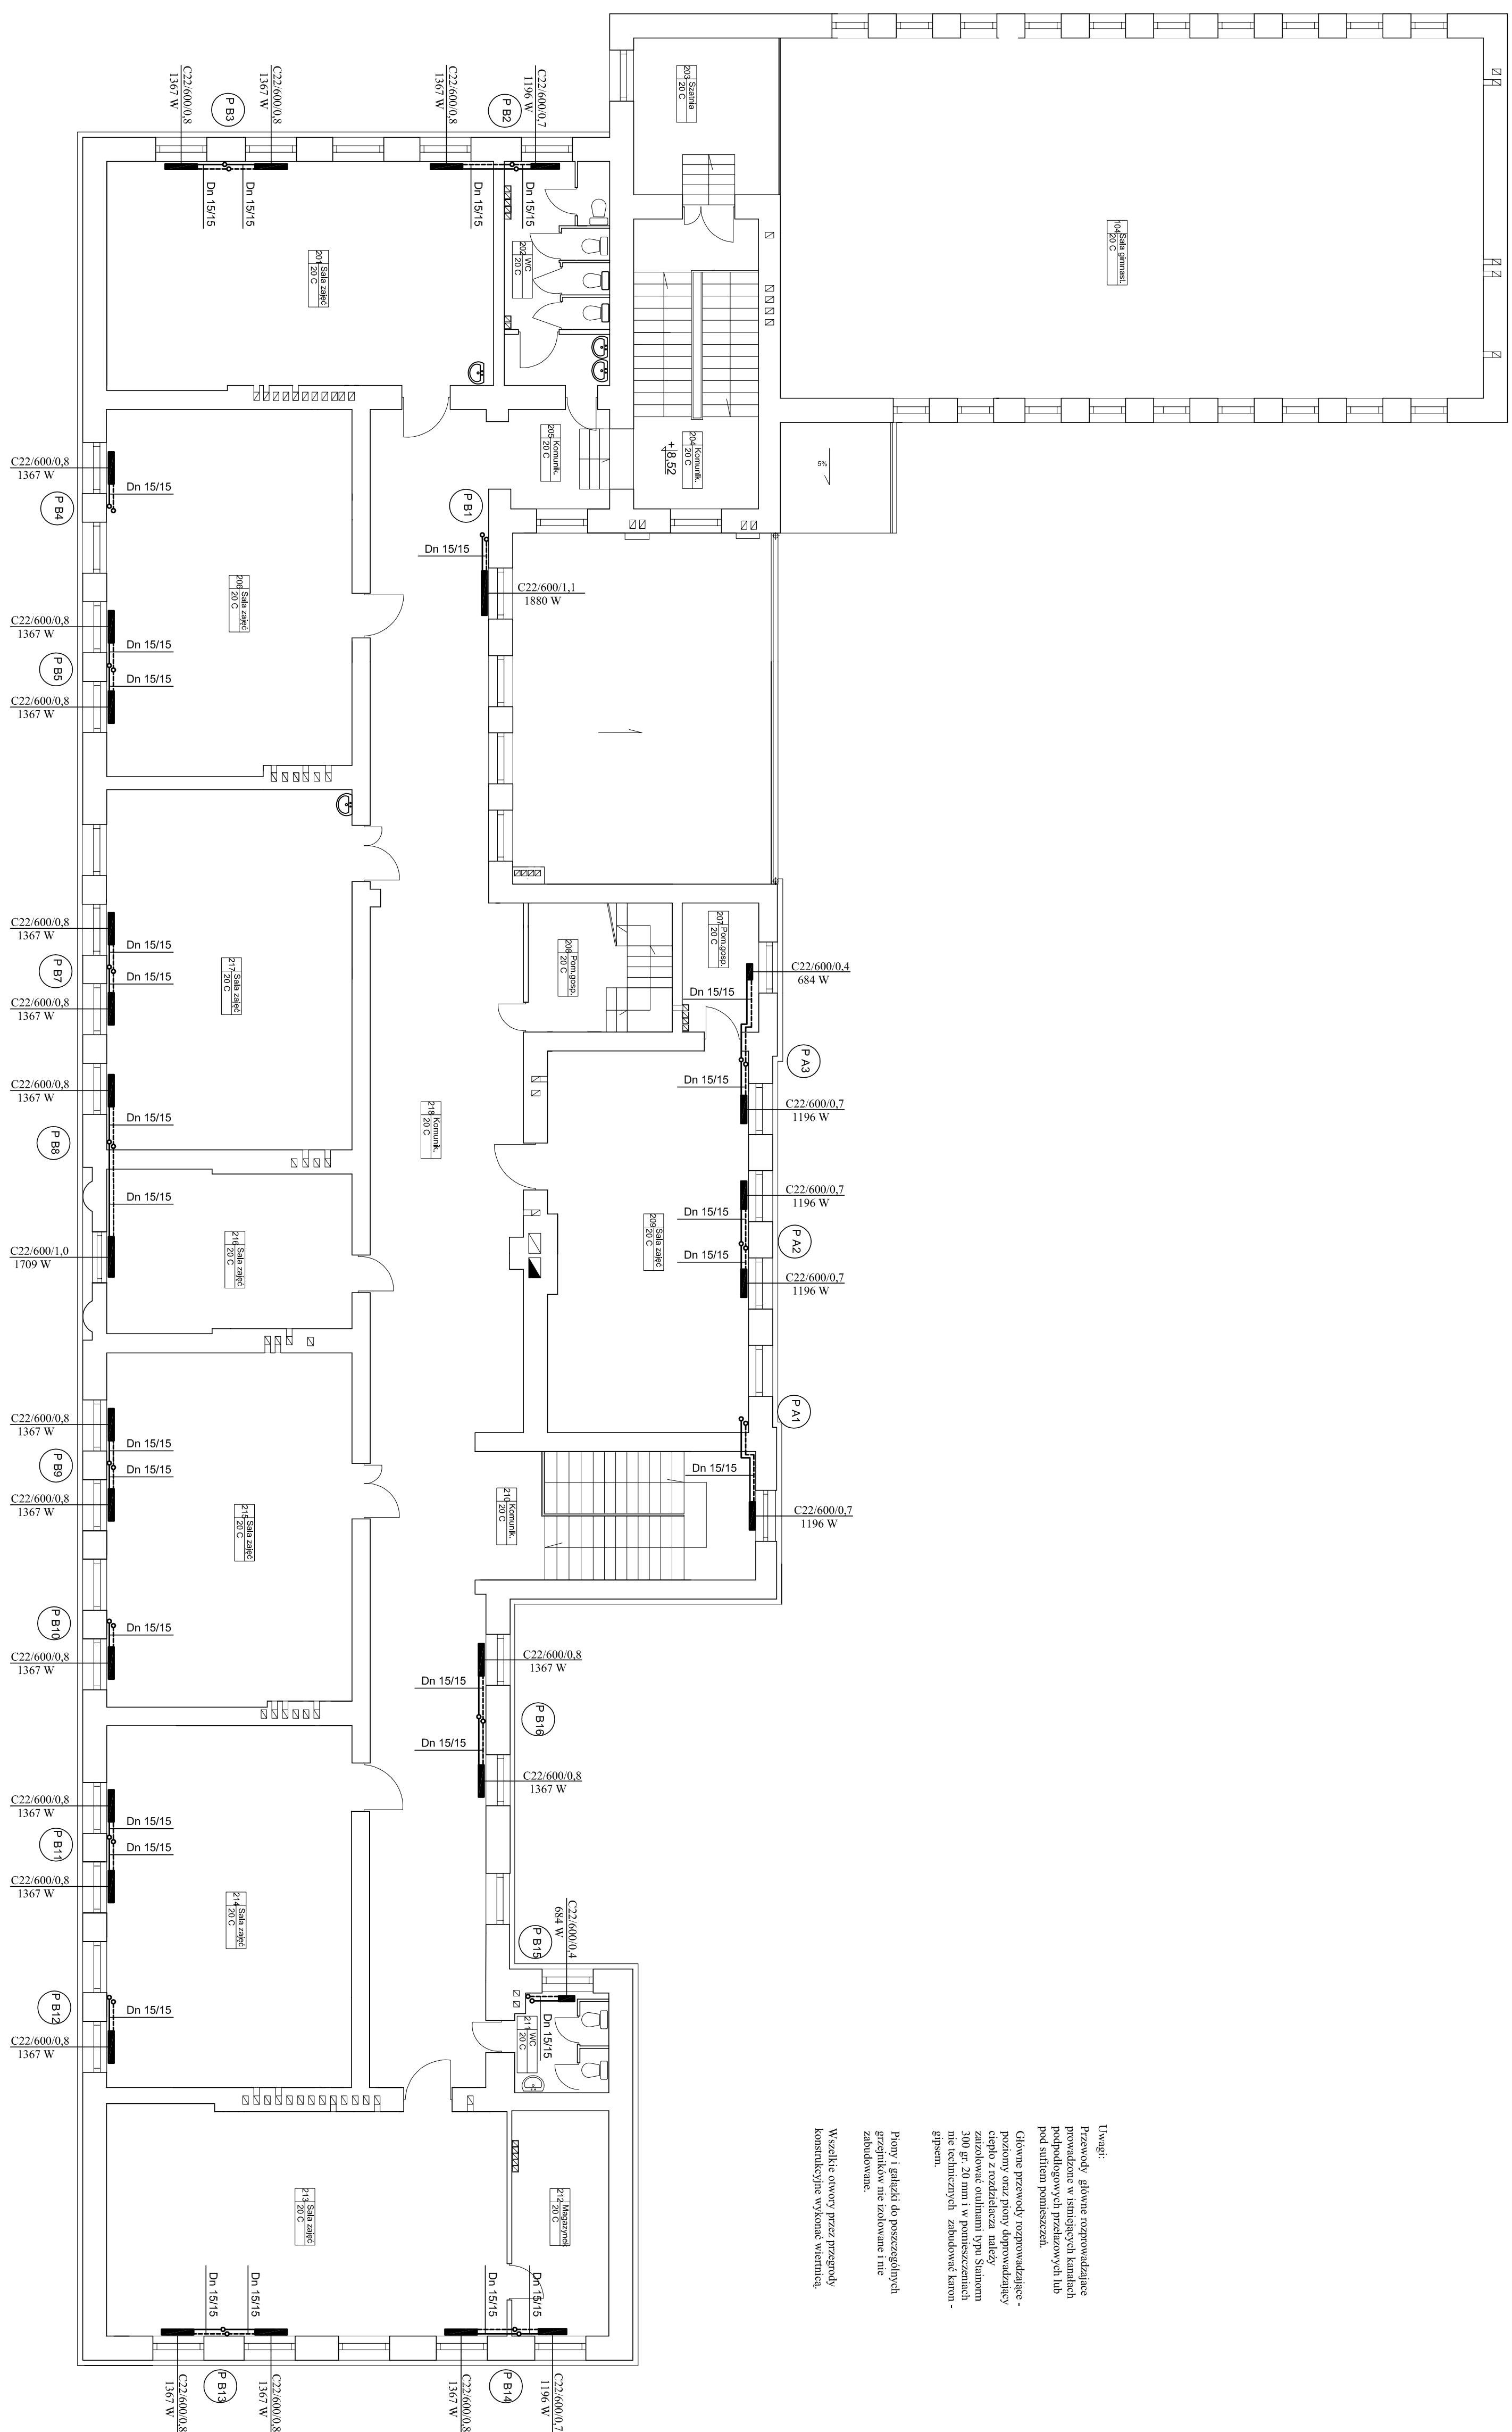 C22/600/0,8
1367 W
P B3
C22/600/0,8
1367 W
C22/600/0,8
1367 W
P B2
C22/600/0,7
1196 W
Dn 15/15
Dn 15/15
Dn 15/15
Dn 15/15
203 Szatnia
20 C
104 Sala gimnast.
20 C
201 Sala zajęć
20 C
202 WC
20 C
205 Komunik.
20 C
204 Komunik.
20 C
+8,52
5%
C22/600/0,8
1367 W
Dn 15/15
P B4
P B1
Dn 15/15
C22/600/1,1
1880 W
206 Sala zajęć
20 C
C22/600/0,8
1367 W
Dn 15/15
P B5
Dn 15/15
C22/600/0,8
1367 W
C22/600/0,8
1367 W
Dn 15/15
P B7
Dn 15/15
C22/600/0,8
1367 W
217 Sala zajęć
20 C
208 Pom.gosp.
20 C
207 Pom.gosp.
20 C
C22/600/0,4
684 W
Dn 15/15
P A3
Dn 15/15
C22/600/0,7
1196 W
C22/600/0,8
1367 W
Dn 15/15
P B8
Dn 15/15
C22/600/1,0
1709 W
218 Komunik.
20 C
216 Sala zajęć
20 C
209 Sala zajęć
20 C
C22/600/0,7
1196 W
Dn 15/15
P A2
Dn 15/15
C22/600/0,7
1196 W
P A1
Dn 15/15
C22/600/0,7
1196 W
C22/600/0,8
1367 W
Dn 15/15
P B9
Dn 15/15
C22/600/0,8
1367 W
215 Sala zajęć
20 C
210 Komunik.
20 C
P B10
Dn 15/15
C22/600/0,8
1367 W
C22/600/0,8
1367 W
Dn 15/15
P B16
Dn 15/15
C22/600/0,8
1367 W
C22/600/0,8
1367 W
Dn 15/15
P B11
Dn 15/15
C22/600/0,8
1367 W
214 Sala zajęć
20 C
P B15
C22/600/0,4
684 W
Dn 15/15
211 WC
20 C
P B12
Dn 15/15
C22/600/0,8
1367 W
213 Sala zajęć
20 C
212 Magazynek
20 C
Dn 15/15
Dn 15/15
Dn 15/15
Dn 15/15
C22/600/0,8
1367 W
P B13
C22/600/0,8
1367 W
C22/600/0,8
1367 W
P B14
C22/600/0,7
1196 W
Uwagi:
Przewody główne rozprowadzające
prowadzone w istniejących kanałach
podpodłogowych przełazowych lub
pod sufitem pomieszczeń.
Główne przewody rozprowadzające -
poziomy oraz piony doprowadzający
ciepło z rozdzielacza należy
zaizolować otulinami typu Stainorm
300 gr. 20 mm i w pomieszczeniach
nie technicznych zabudować karon -
gipsem.
Piony i gałązki do poszczególnych
grzejników nie izolowane i nie
zabudowane.
Wszelkie otwory przez przegrody
konstrukcyjne wykonać wiertnicą.